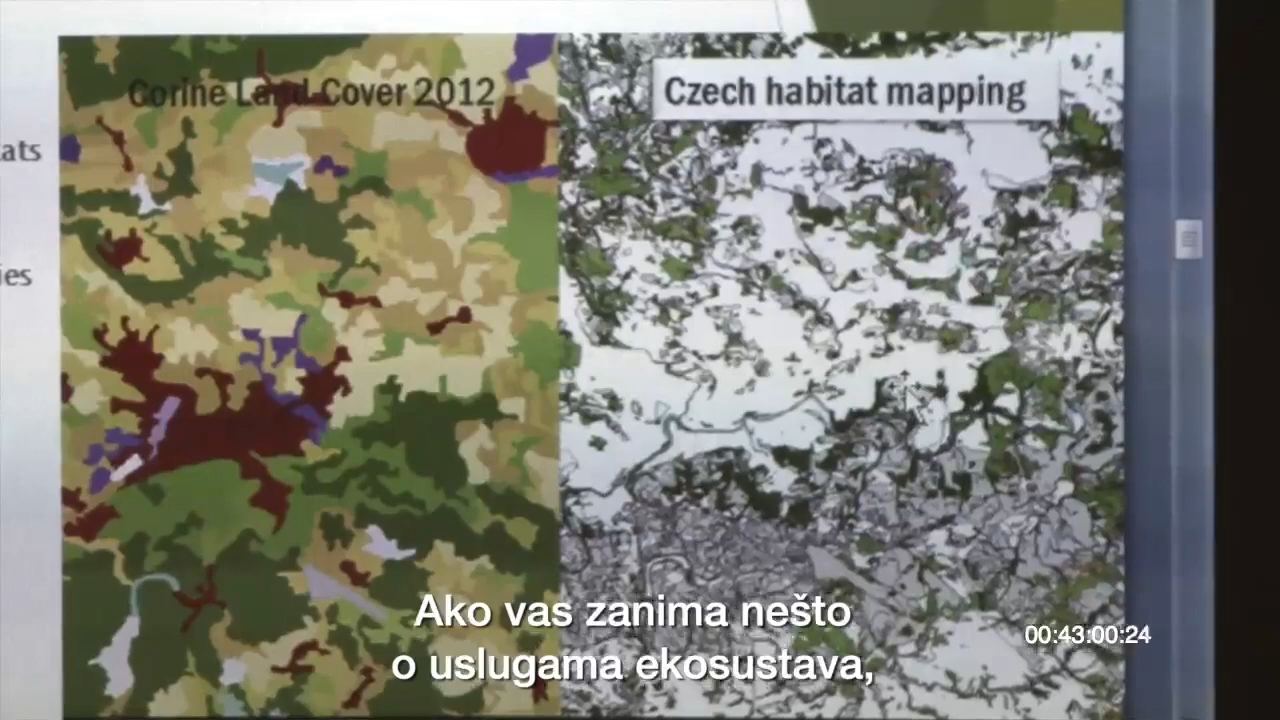 Corine Land Cover 2012
Czech habitat mapping
ats
ies
Ako vas zanima nešto
o uslugama ekosustava,
00:43:00:24